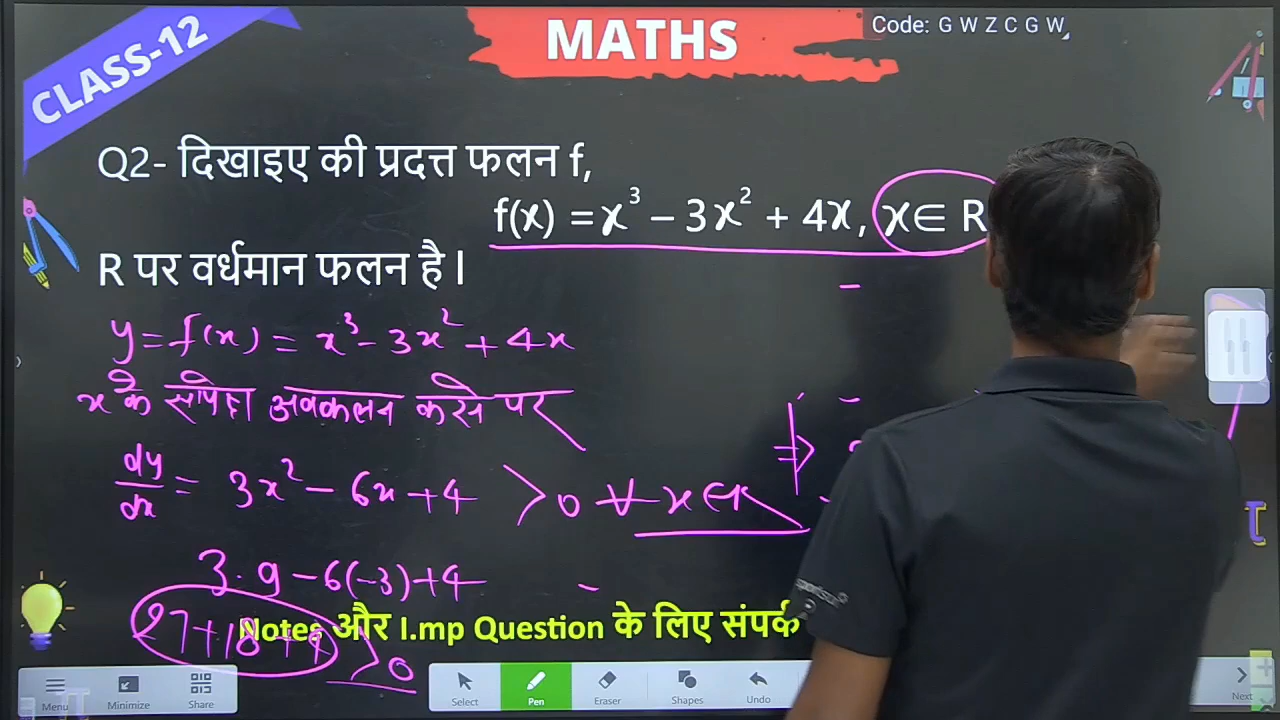 CLASS-12
MATHS
Code: G W Z C G W
Q2- दिखाइए की प्रदत्त फलन f,
f(x) = x³ – 3x² + 4x, x∈ R
R पर वर्धमान फलन है l
y = f(x) = x³ - 3x² + 4x
x के सापेक्ष अवकलन करने पर
dy/dx = 3x² - 6x + 4 > 0 ∀ x ∈
3·9 - 6(-3) + 4
27 + 18 + 4 > 0
Notes और I.mp Question के लिए संपर्क
Menu Minimize Share Select Pen Eraser Shapes Undo Next